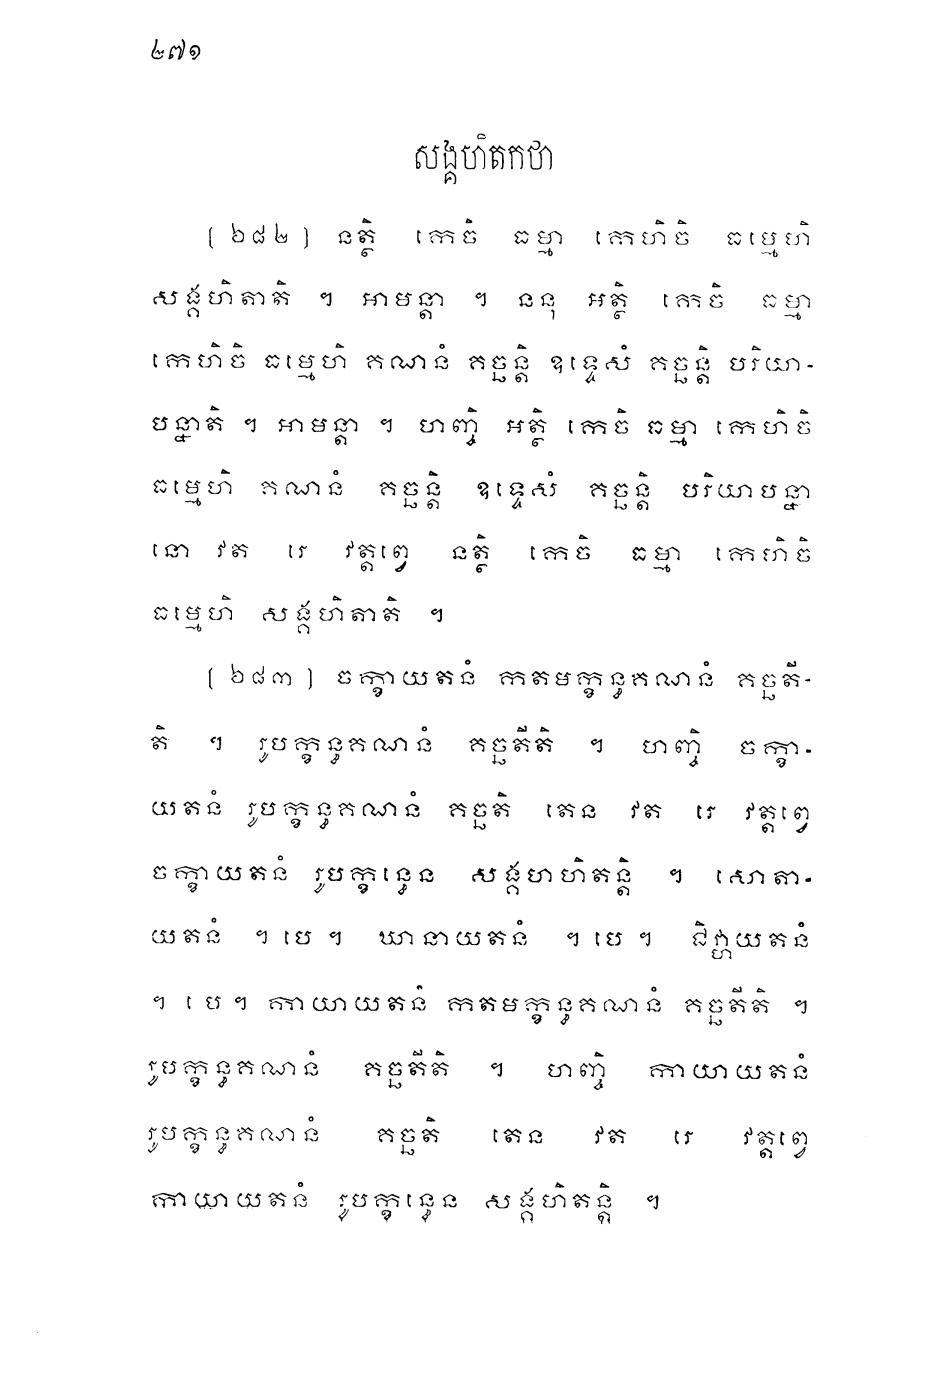 ២៧១
សង្គហិតកថា
[ ៦៨២ ] នត្ថិ កេចិ ធម្មា កេហិចិ ធម្មេហិ
សង្គហិតាតិ ។ អាមន្តា ។ ននុ អត្ថិ កេចិ ធម្មា
កេហិចិ ធម្មេហិ គណនំ គច្ឆន្តិ ឧទ្ទេសំ គច្ឆន្តិ បរិយា-
បន្នាតិ ។ អាមន្តា ។ ហញ្ចិ អត្ថិ កេចិ ធម្មា កេហិចិ
ធម្មេហិ គណនំ គច្ឆន្តិ ឧទ្ទេសំ គច្ឆន្តិ បរិយាបន្នា
នោ វត រេ វត្តព្វេ នត្ថិ កេចិ ធម្មា កេហិចិ
ធម្មេហិ សង្គហិតាតិ ។
[ ៦៨៣ ] ចក្ខាយតនំ កតមក្ខន្ធគណនំ គច្ឆតី-
តិ ។ រូបក្ខន្ធគណនំ គច្ឆតីតិ ។ ហញ្ចិ ចក្ខា-
យតនំ រូបក្ខន្ធគណនំ គច្ឆតិ តេន វត រេ វត្តព្វេ
ចក្ខាយតនំ រូបក្ខន្ធេន សង្គហហិតន្តិ ។ សោតា-
យតនំ ។ បេ ។ ឃានាយតនំ ។ បេ ។ ជិវ្ហាយតនំ
។ បេ ។ កាយាយតនំ កតមក្ខន្ធគណនំ គច្ឆតីតិ ។
រូបក្ខន្ធគណនំ គច្ឆតីតិ ។ ហញ្ចិ កាយាយតនំ
រូបក្ខន្ធគណនំ គច្ឆតិ តេន វត រេ វត្តព្វេ
កាយាយតនំ រូបក្ខន្ធេន សង្គហិតន្តិ ។